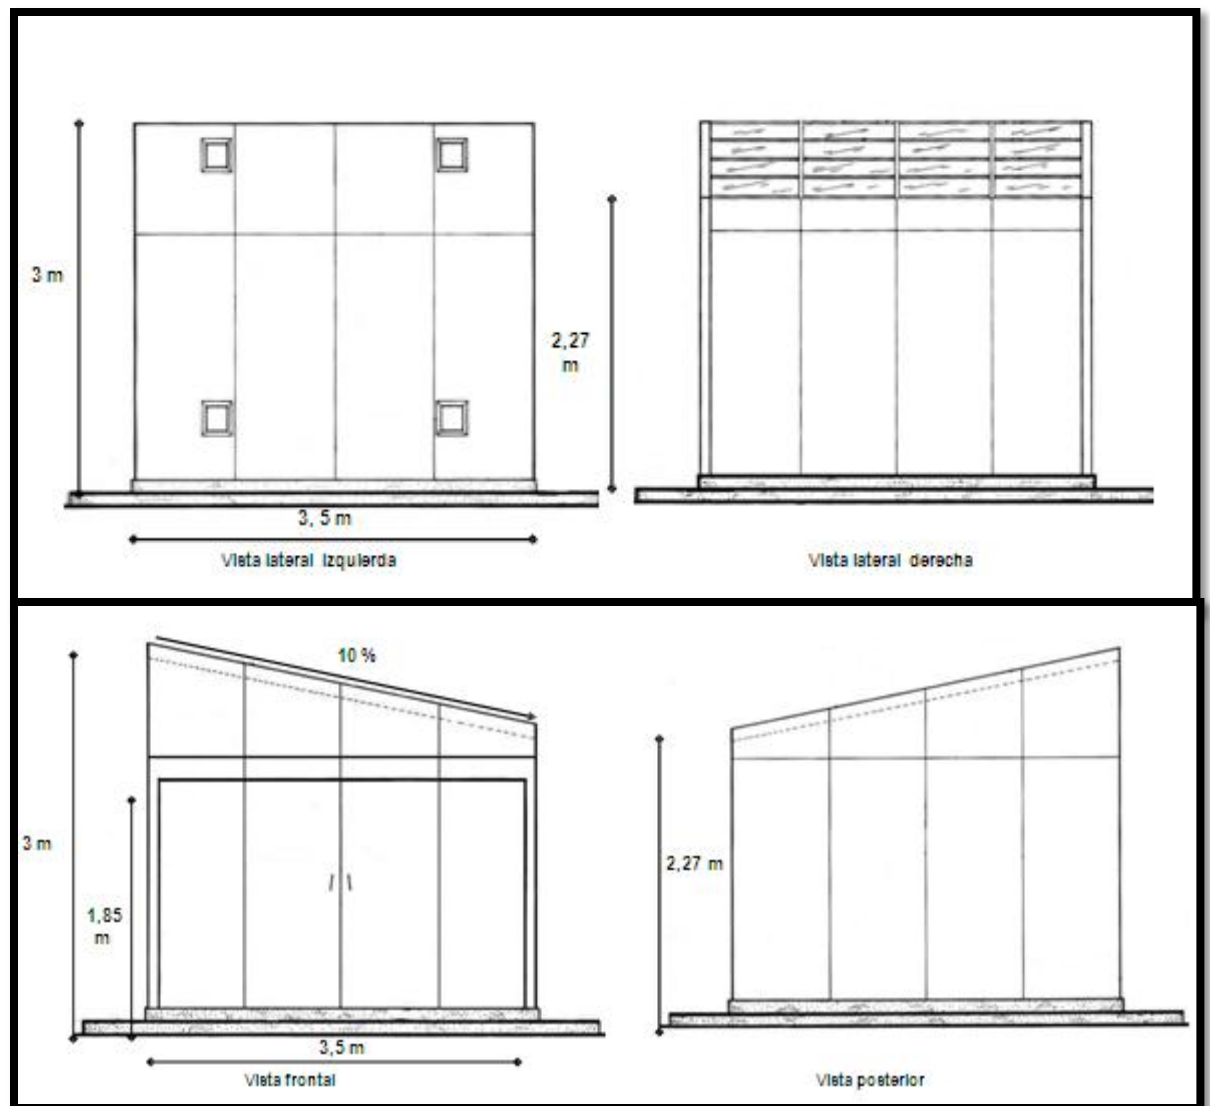 3 m
2,27
m
3, 5 m
Vista lateral izquierda
Vista lateral derecha
10 %
3 m
1,85
m
2,27 m
3,5 m
Vista frontal
Vista posterior